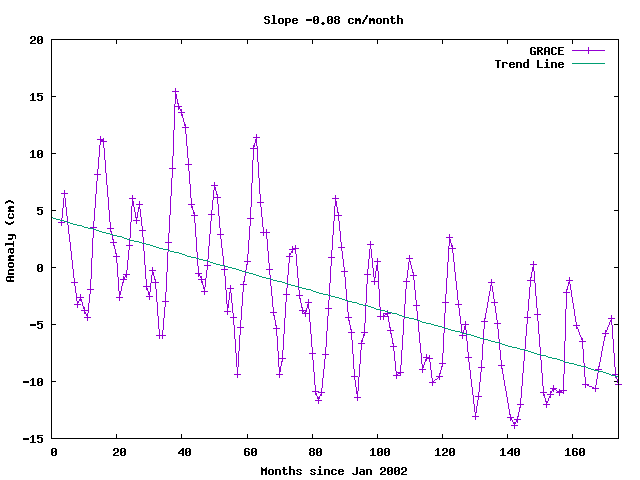 Slope -0.08 cm/month
20
15
10
5
0
-5
-10
-15
Anomaly (cm)
GRACE
Trend Line
0 20 40 60 80 100 120 140 160
Months since Jan 2002